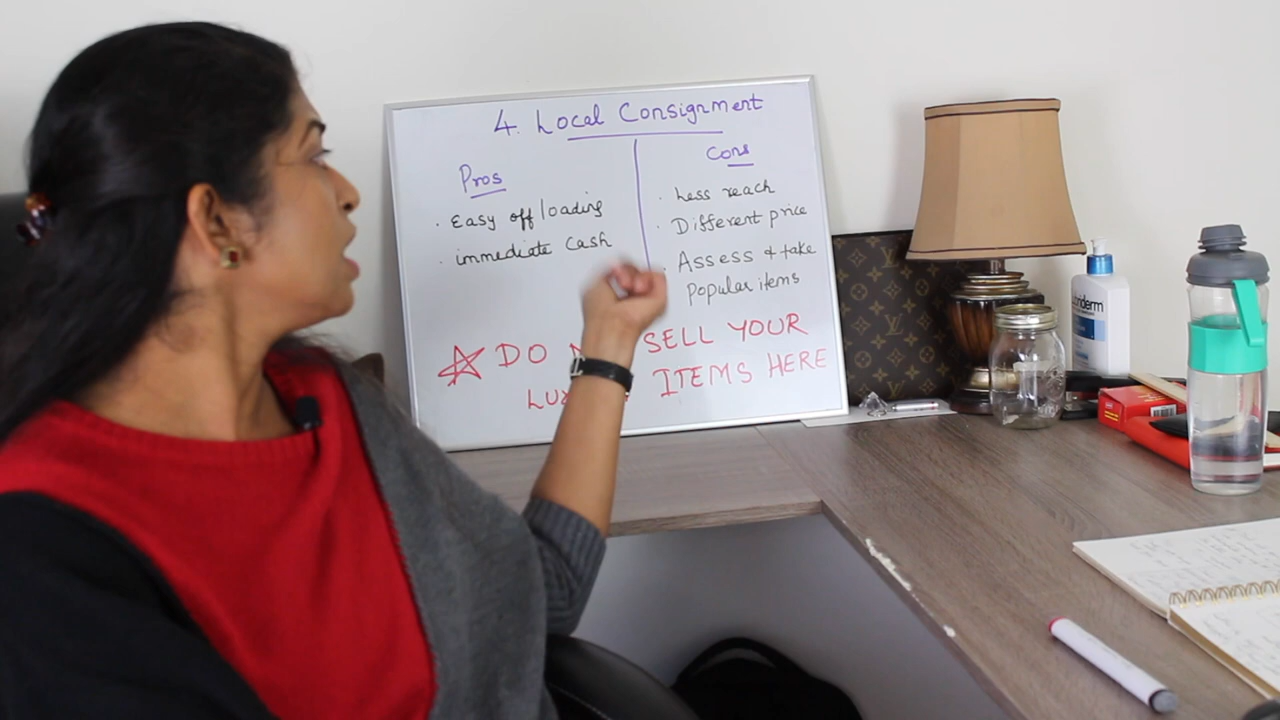 4. Local Consignment
Pros
· Easy off loading
· immediate cash
Cons
· Less reach
· Different price
· Assess & take
popular items
DO SELL YOUR
ITEMS HERE
derm